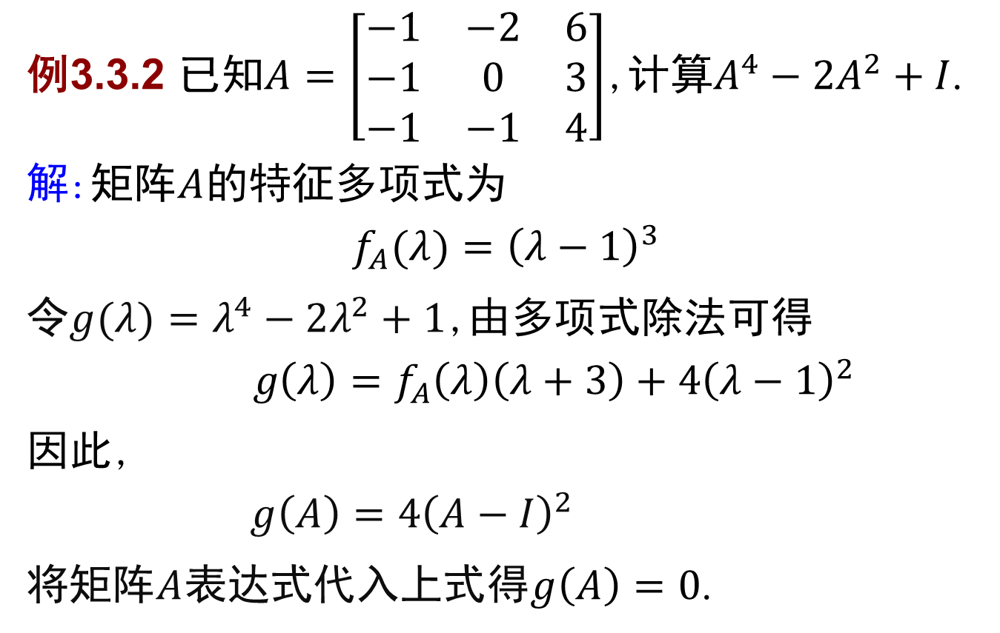 例3.3.2 已知$A = \begin{bmatrix} -1 & -2 & 6 \\ -1 & 0 & 3 \\ -1 & -1 & 4 \end{bmatrix}$, 计算$A^4 - 2A^2 + I$.
解: 矩阵$A$的特征多项式为
$f_A(\lambda) = (\lambda - 1)^3$
令$g(\lambda) = \lambda^4 - 2\lambda^2 + 1$, 由多项式除法可得
$g(\lambda) = f_A(\lambda)(\lambda + 3) + 4(\lambda - 1)^2$
因此,
$g(A) = 4(A - I)^2$
将矩阵$A$表达式代入上式得$g(A) = 0$.